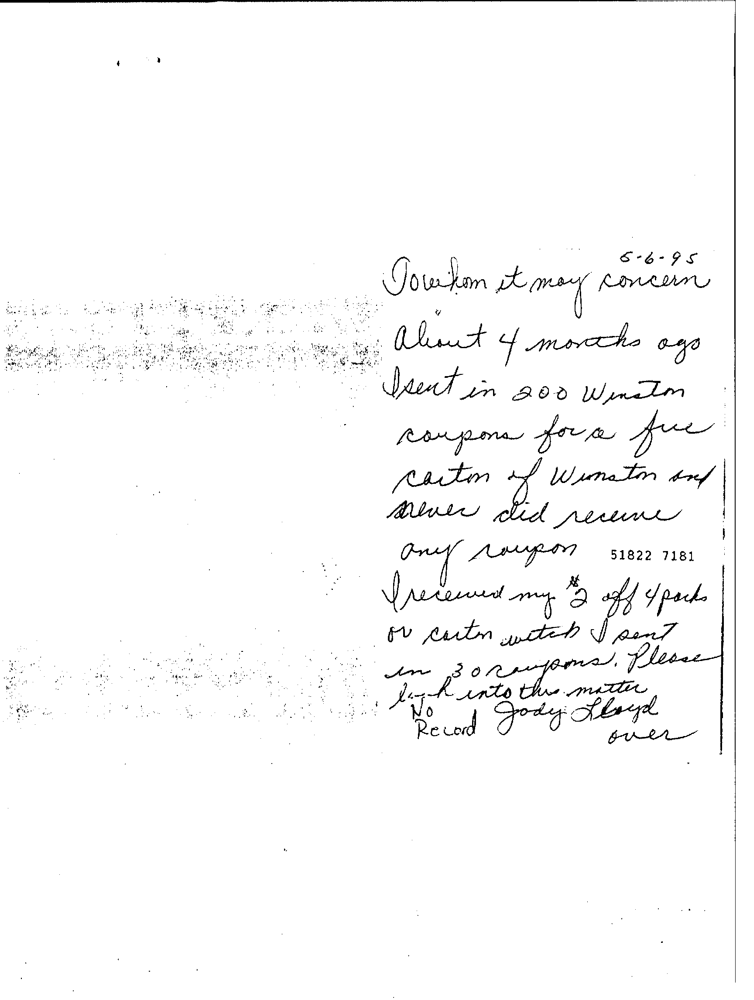 5-6-95
To whom it may concern
About 4 months ago
I sent in 200 Winston
coupons for a free
carton of Winston and
never did receive
any coupon 51822 7181
I received my $2 off 4 packs
or carton witch I sent
in 30 coupons. Please
look into this matter
No Jody Lloyd
Record over